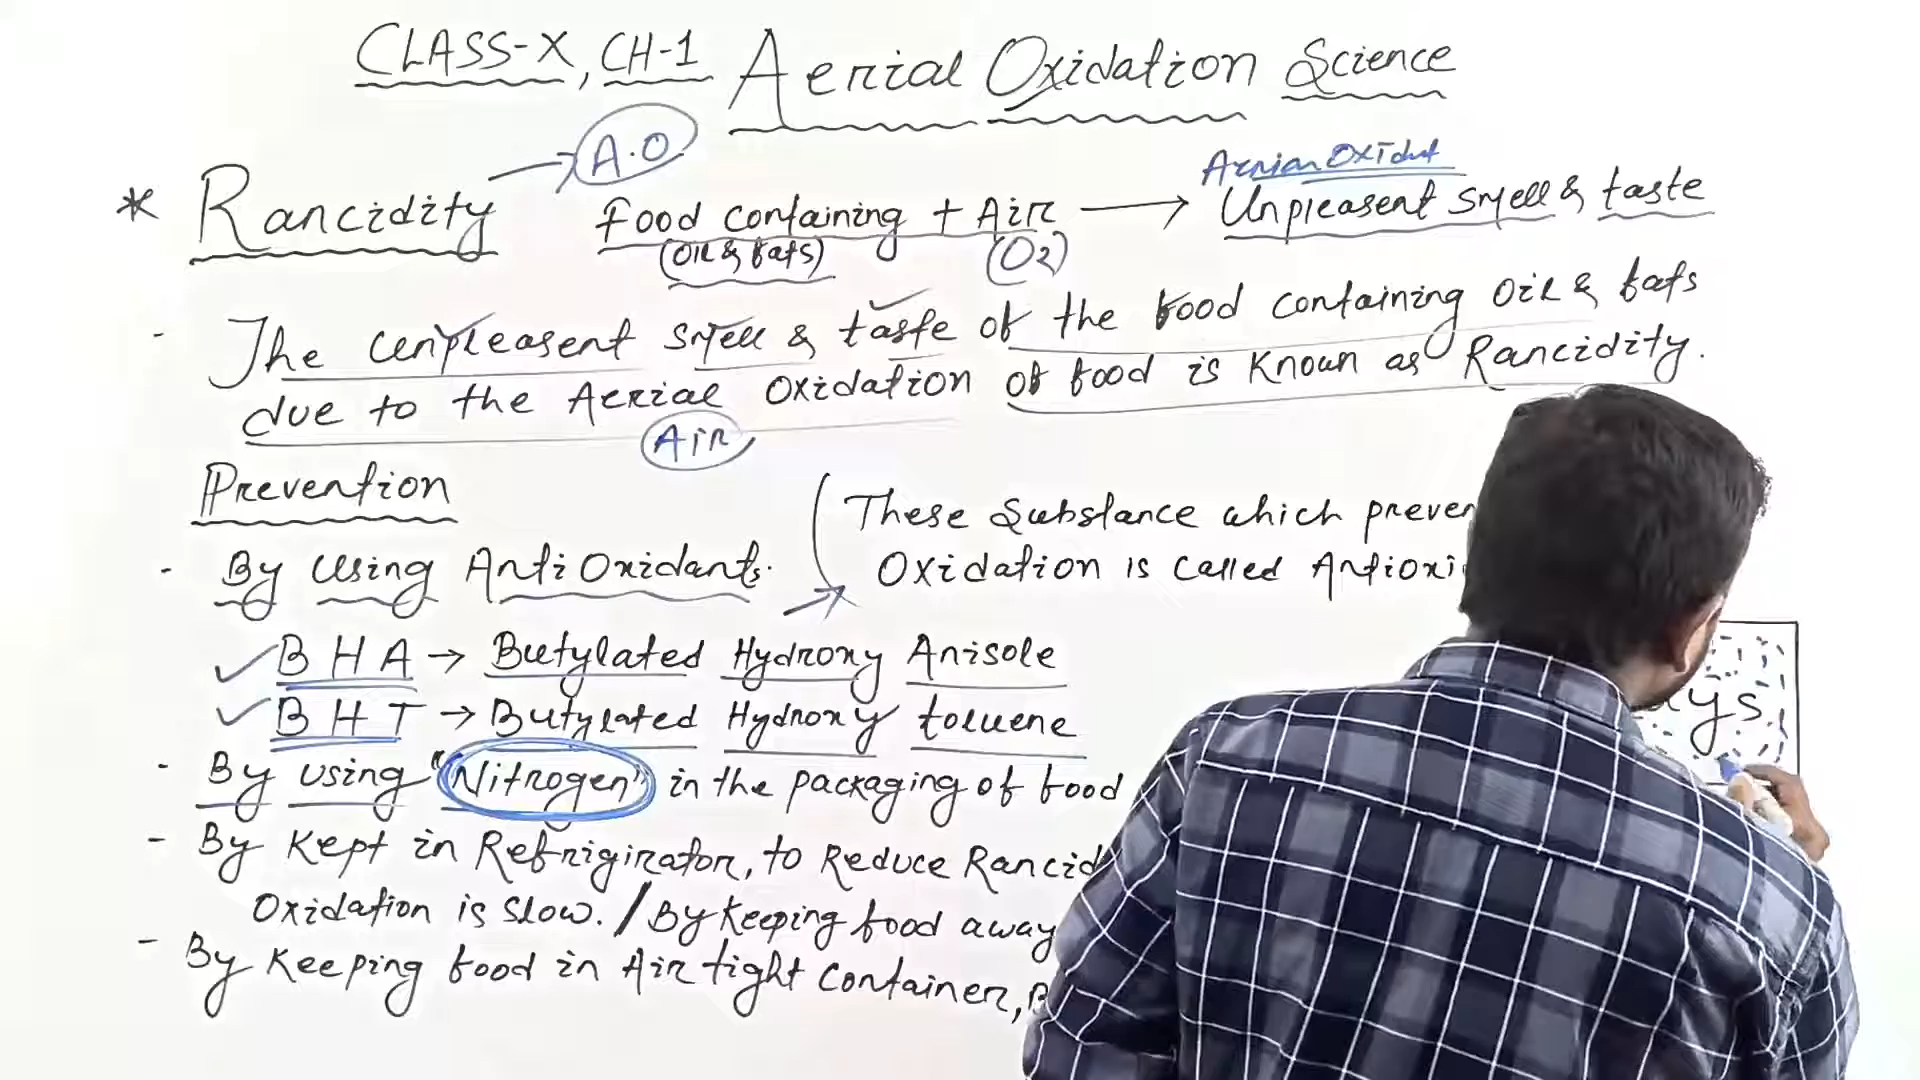 CLASS-X, CH-1 Aerial Oxidation Science
* Rancidity → A.O
Aerian Oxidat
Food containing + Air → Unpleasent smell & taste
(Oil & fats) (O2)
- The unpleasent smell & taste of the food containing oil & fats
due to the Aerial Oxidation of food is Known as Rancidity.
Air
Prevention
- By using AntiOxidants.
These Substance which preven
Oxidation is called Antioxi
BHA → Butylated Hydroxy Anisole
BHT → Butylated Hydroxy toluene
- By using "Nitrogen" in the packaging of food
ays
- By Kept in Refrigirator, to Reduce Rancid
Oxidation is slow. / By Keeping food away
- By Keeping food in Air tight Container, B